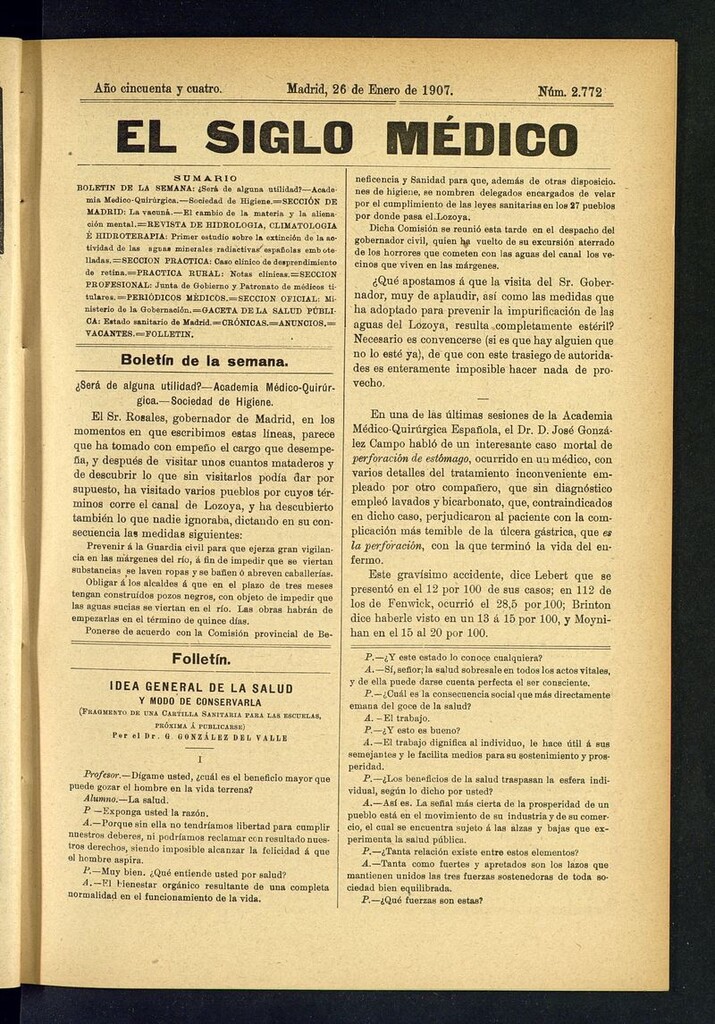 Año cincuenta y cuatro. Madrid, 26 de Enero de 1907. Núm. 2.772
EL SIGLO MÉDICO
SUMARIO
BOLETIN DE LA SEMANA: ¿Será de alguna utilidad?—Acade-
mia Médico-Quirúrgica.—Sociedad de Higiene.=SECCIÓN DE
MADRID: La vacuna.—El cambio de la materia y la aliena-
ción mental.=REVISTA DE HIDROLOGIA, CLIMATOLOGIA
É HIDROTERAPIA: Primer estudio sobre la extinción de la ac-
tividad de las aguas minerales radiactivas españolas embote-
lladas.=SECCION PRACTICA: Caso clínico de desprendimiento
de retina.=PRACTICA RURAL: Notas clínicas.=SECCION
PROFESIONAL: Junta de Gobierno y Patronato de médicos ti-
tulares.=PERIÓDICOS MÉDICOS.=SECCION OFICIAL: Mi-
nisterio de la Gobernación.=GACETA DE LA SALUD PÚBLI-
CA: Estado sanitario de Madrid.=CRÓNICAS.=ANUNCIOS.=
VACANTES.=FOLLETIN.
Boletín de la semana.
¿Será de alguna utilidad?—Academia Médico-Quirúr-
gica.—Sociedad de Higiene.
El Sr. Rosales, gobernador de Madrid, en los
momentos en que escribimos estas líneas, parece
que ha tomado con empeño el cargo que desempe-
ña, y después de visitar unos cuantos mataderos y
de descubrir lo que sin visitarlos podía dar por
supuesto, ha visitado varios pueblos por cuyos tér-
minos corre el canal de Lozoya, y ha descubierto
también lo que nadie ignoraba, dictando en su con-
secuencia las medidas siguientes:
Prevenir á la Guardia civil para que ejerza gran vigilan-
cia en las márgenes del río, á fin de impedir que se viertan
substancias se laven ropas y se bañen ó abreven caballerías.
Obligar á los alcaldes á que en el plazo de tres meses
tengan construídos pozos negros, con objeto de impedir que
las aguas sucias se viertan en el río. Las obras habrán de
empezarlas en el término de quince días.
Ponerse de acuerdo con la Comisión provincial de Be-
neficencia y Sanidad para que, además de otras disposicio-
nes de higiene, se nombren delegados encargados de velar
por el cumplimiento de las leyes sanitarias en los 27 pueblos
por donde pasa el Lozoya.
Dicha Comisión se reunió esta tarde en el despacho del
gobernador civil, quien ha vuelto de su excursión aterrado
de los horrores que cometen con las aguas del canal los ve-
cinos que viven en las márgenes.
¿Qué apostamos á que la visita del Sr. Gober-
nador, muy de aplaudir, así como las medidas que
ha adoptado para prevenir la impurificación de las
aguas del Lozoya, resulta completamente estéril?
Necesario es convencerse (si es que hay alguien que
no lo esté ya), de que con este trasiego de autorida-
des es enteramente imposible hacer nada de pro-
vecho.
En una de las últimas sesiones de la Academia
Médico-Quirúrgica Española, el Dr. D. José Gonzá-
lez Campo habló de un interesante caso mortal de
perforación de estómago, ocurrido en un médico, con
varios detalles del tratamiento inconveniente em-
pleado por otro compañero, que sin diagnóstico
empleó lavados y bicarbonato, que, contraindicados
en dicho caso, perjudicaron al paciente con la com-
plicación más temible de la úlcera gástrica, que es
la perforación, con la que terminó la vida del en-
fermo.
Este gravísimo accidente, dice Lebert que se
presentó en el 12 por 100 de sus casos; en 112 de
los de Fenwick, ocurrió el 28,5 por 100; Brinton
dice haberle visto en un 13 á 15 por 100, y Moyni-
han en el 15 al 20 por 100.
Folletín.
IDEA GENERAL DE LA SALUD
Y MODO DE CONSERVARLA
(FRAGMENTO DE UNA CARTILLA SANITARIA PARA LAS ESCUELAS,
PRÓXIMA Á PUBLICARSE)
Por el Dr. G. GONZÁLEZ DEL VALLE
I
Profesor.—Dígame usted, ¿cuál es el beneficio mayor que
puede gozar el hombre en la vida terrena?
Alumno.—La salud.
P —Exponga usted la razón.
A.—Porque sin ella no tendríamos libertad para cumplir
nuestros deberes, ni podríamos reclamar con resultado nues-
tros derechos, siendo imposible alcanzar la felicidad á que
el hombre aspira.
P.—Muy bien. ¿Qué entiende usted por salud?
A.—El bienestar orgánico resultante de una completa
normalidad en el funcionamiento de la vida.
P.—¿Y este estado lo conoce cualquiera?
A.—Sí, señor; la salud sobresale en todos los actos vitales,
y de ella puede darse cuenta perfecta el ser consciente.
P.—¿Cuál es la consecuencia social que más directamente
emana del goce de la salud?
A. —El trabajo.
P.—¿Y esto es bueno?
A.—El trabajo dignifica al individuo, le hace útil á sus
semejantes y le facilita medios para su sostenimiento y pros-
peridad.
P.—¿Los beneficios de la salud traspasan la esfera indi-
vidual, según lo dicho por usted?
A.—Así es. La señal más cierta de la prosperidad de un
pueblo está en el movimiento de su industria y de su comer-
cio, el cual se encuentra sujeto á las alzas y bajas que ex-
perimenta la salud pública.
P.—¿Tanta relación existe entre estos elementos?
A.—Tanta como fuertes y apretados son los lazos que
mantienen unidos las tres fuerzas sostenedoras de toda so-
ciedad bien equilibrada.
P.—¿Qué fuerzas son estas?